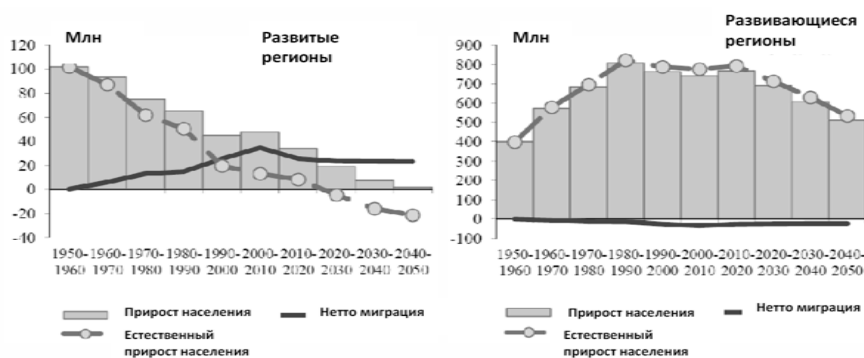 Млн
Развитые
регионы
120
100
80
60
40
20
0
-20
-40
1950- 1960- 1970- 1980- 1990- 2000- 2010- 2020- 2030- 2040-
1960 1970 1980 1990 2000 2010 2020 2030 2040 2050
Прирост населения
Нетто миграция
Естественный
прирост населения
Млн
Развивающиеся
регионы
900
800
700
600
500
400
300
200
100
0
-100
1950- 1960- 1970- 1980- 1990- 2000- 2010- 2020- 2030- 2040-
1960 1970 1980 1990 2000 2010 2020 2030 2040 2050
Прирост населения
Нетто миграция
Естественный
прирост населения